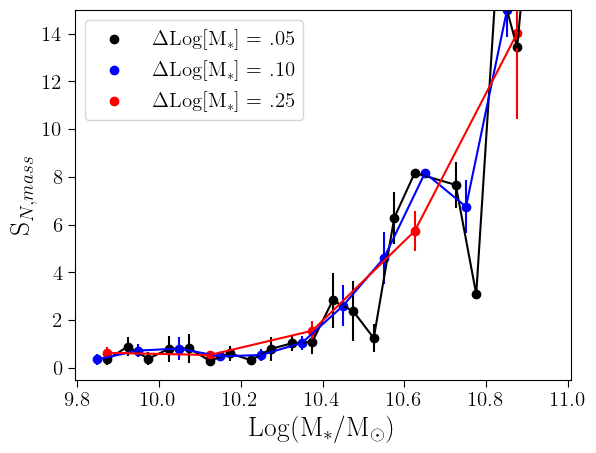 ΔLog[M*] = .05
ΔLog[M*] = .10
ΔLog[M*] = .25
14
12
10
8
6
4
2
0
S_{N,mass}
9.8 10.0 10.2 10.4 10.6 10.8 11.0
Log(M*/M⊙)